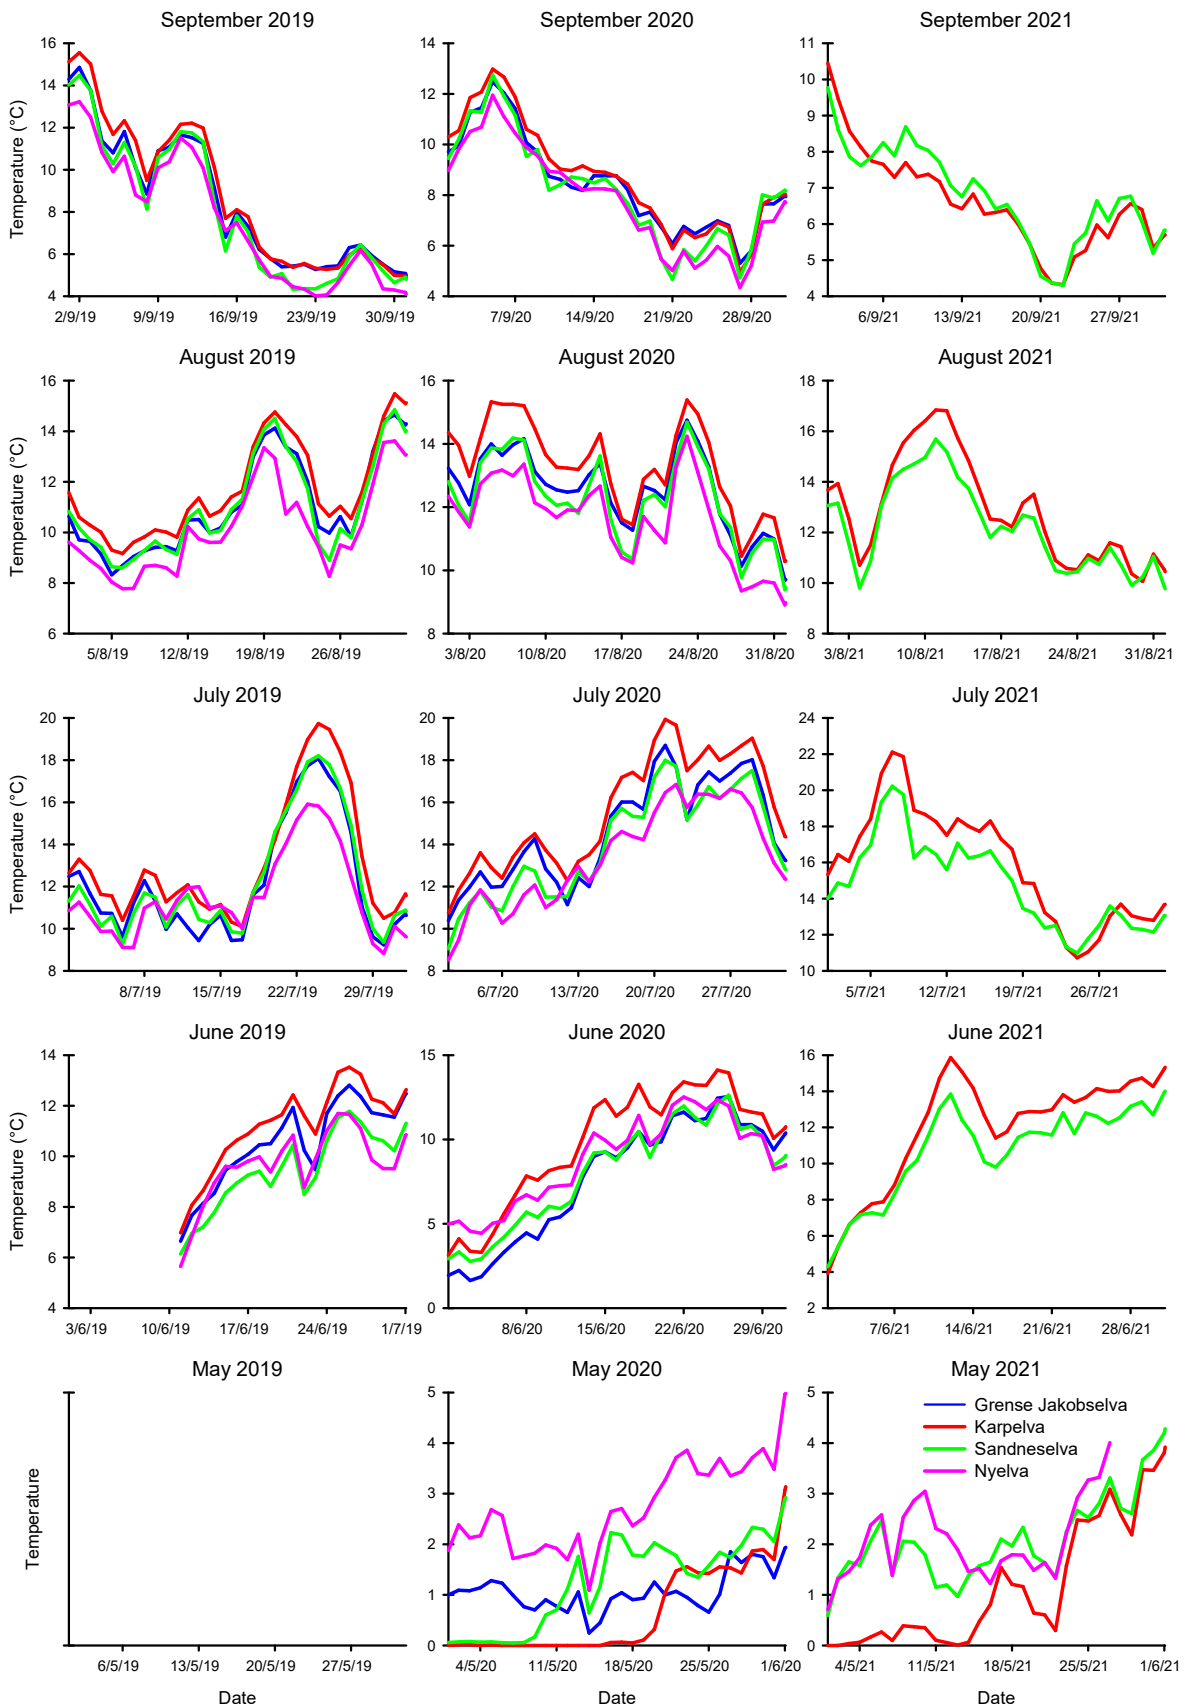 September 2019
September 2020
September 2021
Temperature (°C)
16
14
12
10
8
6
4
2/9/19 9/9/19 16/9/19 23/9/19 30/9/19
14
12
10
8
6
4
7/9/20 14/9/20 21/9/20 28/9/20
11
10
9
8
7
6
5
4
6/9/21 13/9/21 20/9/21 27/9/21
August 2019
August 2020
August 2021
Temperature (°C)
16
14
12
10
8
6
5/8/19 12/8/19 19/8/19 26/8/19
16
14
12
10
8
3/8/20 10/8/20 17/8/20 24/8/20 31/8/20
18
16
14
12
10
8
3/8/21 10/8/21 17/8/21 24/8/21 31/8/21
July 2019
July 2020
July 2021
Temperature (°C)
20
18
16
14
12
10
8
8/7/19 15/7/19 22/7/19 29/7/19
20
18
16
14
12
10
8
6/7/20 13/7/20 20/7/20 27/7/20
24
22
20
18
16
14
12
10
5/7/21 12/7/21 19/7/21 26/7/21
June 2019
June 2020
June 2021
Temperature (°C)
14
12
10
8
6
4
3/6/19 10/6/19 17/6/19 24/6/19 1/7/19
15
10
5
0
8/6/20 15/6/20 22/6/20 29/6/20
16
14
12
10
8
6
4
2
7/6/21 14/6/21 21/6/21 28/6/21
May 2019
May 2020
May 2021
Temperature
6/5/19 13/5/19 20/5/19 27/5/19
Date
5
4
3
2
1
0
4/5/20 11/5/20 18/5/20 25/5/20 1/6/20
Date
5
4
3
2
1
0
Grense Jakobselva
Karpelva
Sandneselva
Nyelva
4/5/21 11/5/21 18/5/21 25/5/21 1/6/21
Date